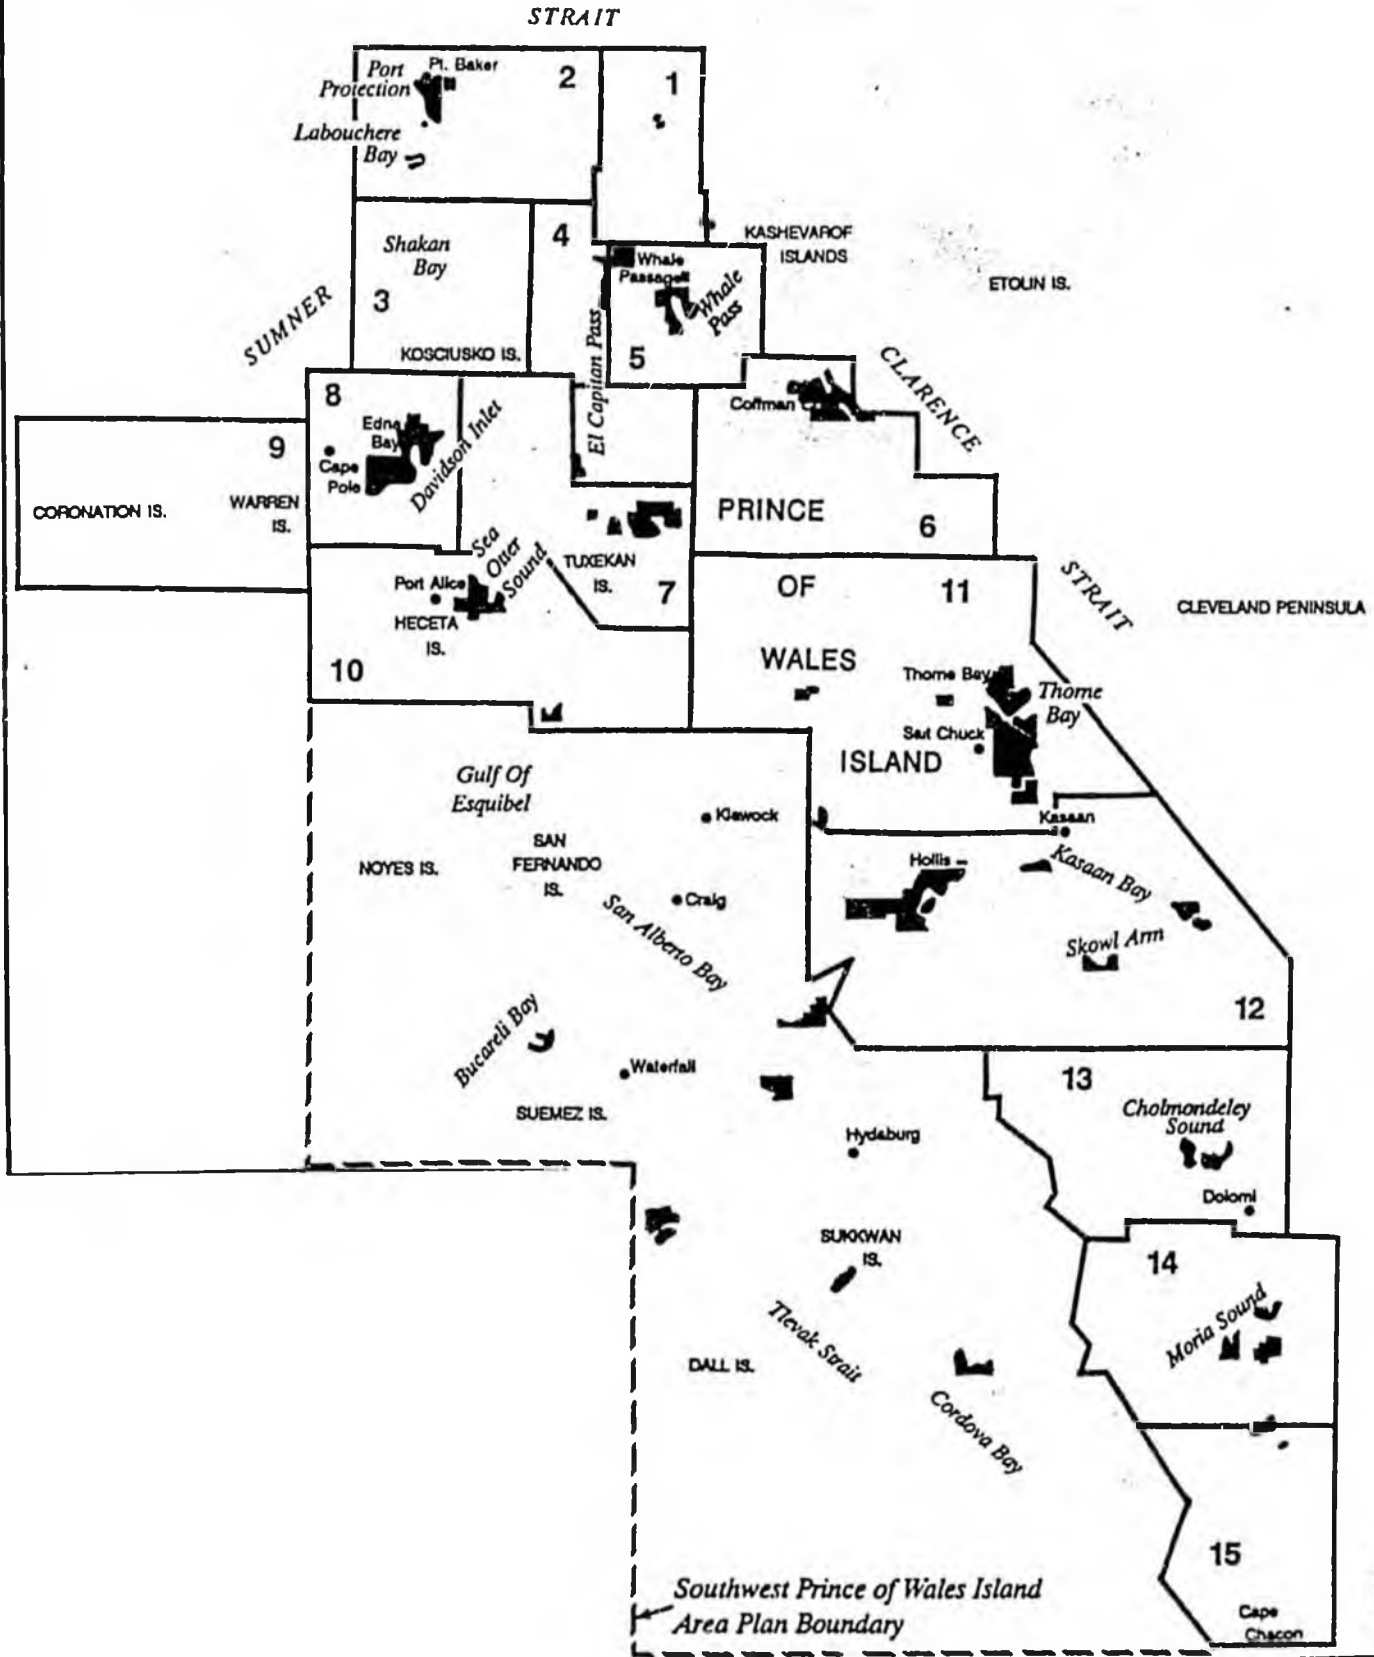 STRAIT
Port
Protection
Pt. Baker
2
1
Labouchere
Bay
Shakan
Bay
4
3
KASHEVAROF
ISLANDS
ETOLIN IS.
Whale
Passage
Whale
Pass
SUMNER
KOSCIUSKO IS.
El Capitan Pass
5
CLARENCE
8
9
Edna
Bay
Cape
Pole
Davidson Inlet
Coffman
CORONATION IS.
WARREN
IS.
PRINCE
6
Sea
Otter
Sound
TUXEKAN
IS.
7
Port Alice
HECETA
IS.
10
OF
11
STRAIT
CLEVELAND PENINSULA
WALES
Thorne Bay
Thorne
Bay
Salt Chuck
ISLAND
Gulf Of
Esquibel
Klawock
Kasaan
SAN
FERNANDO
IS.
NOYES IS.
Hollis
Kasaan Bay
Craig
San Alberto Bay
Skowl Arm
12
Bucareli Bay
Waterfall
SUEMEZ IS.
13
Cholmondeley
Sound
Hydaburg
Dolomi
SUKKWAN
IS.
14
Moria Sound
Tlevak Strait
DALL IS.
Cordova Bay
15
Southwest Prince of Wales Island
Area Plan Boundary
Cape
Chacon